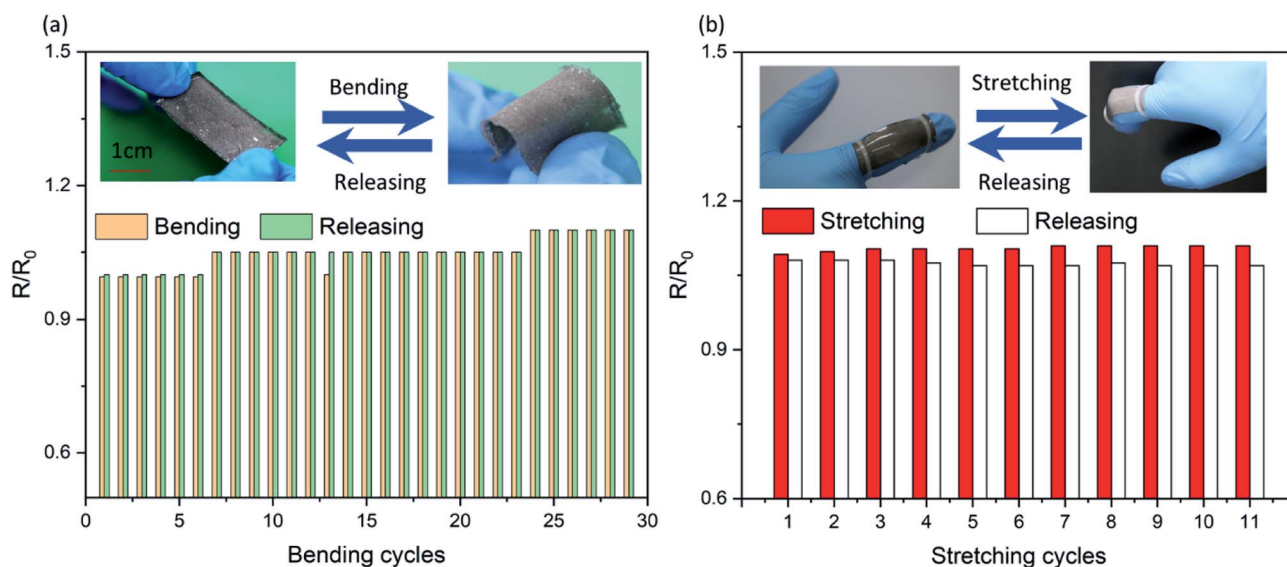 (a)
1.5
1.2
0.9
0.6
R/R0
Bending
Releasing
1cm
Bending Releasing
0 5 10 15 20 25 30
Bending cycles
(b)
1.5
1.2
0.9
0.6
R/R0
Stretching
Releasing
Stretching Releasing
1 2 3 4 5 6 7 8 9 10 11
Stretching cycles